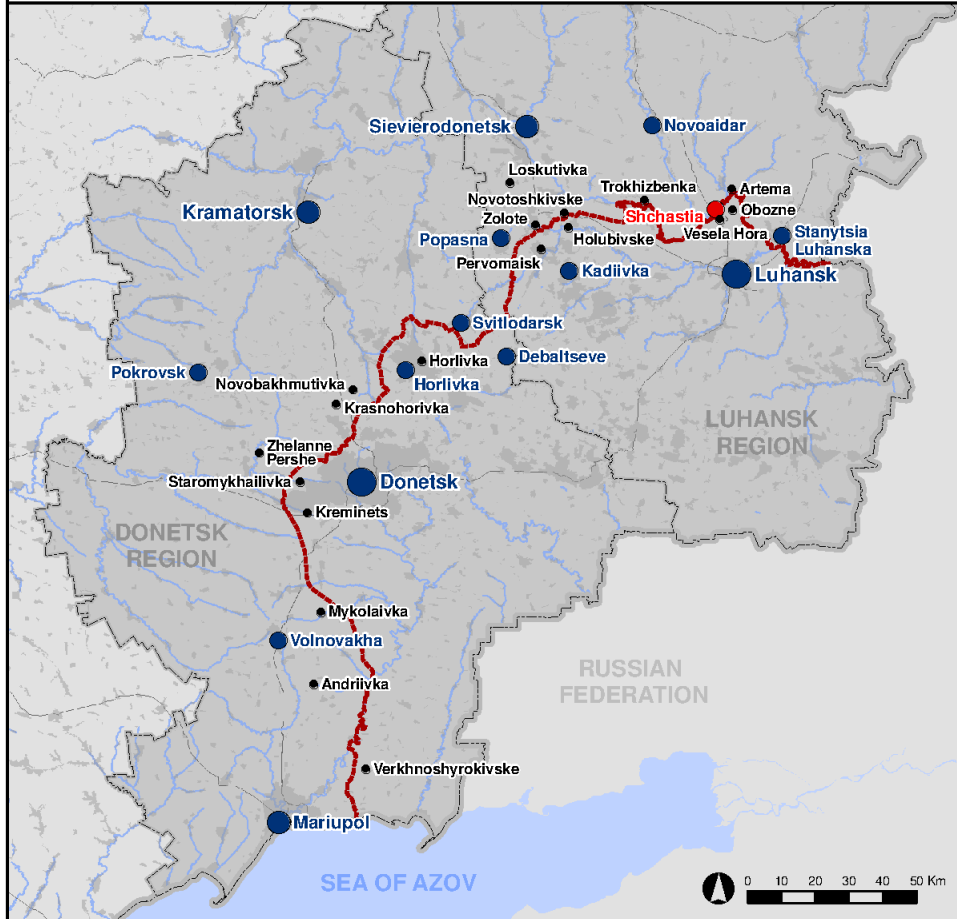 Sievierodonetsk
Novoaidar
Loskutivka
Trokhizbenka
Artema
Novotoshkivske
Kramatorsk
Shchastia
Obozne
Zolote
Stanytsia
Luhanska
Popasna
Holubivske
Vesela Hora
Pervomaisk
Kadiivka
Luhansk
Svitlodarsk
Debaltseve
Horlivka
Pokrovsk
Horlivka
Novobakhmutivka
Krasnohorivka
LUHANSK
REGION
Zhelanne
Pershe
Staromykhailivka
Donetsk
Kreminets
DONETSK
REGION
Mykolaivka
Volnovakha
RUSSIAN
FEDERATION
Andriivka
Verkhnoshyrokivske
Mariupol
SEA OF AZOV
0 10 20 30 40 50 Km